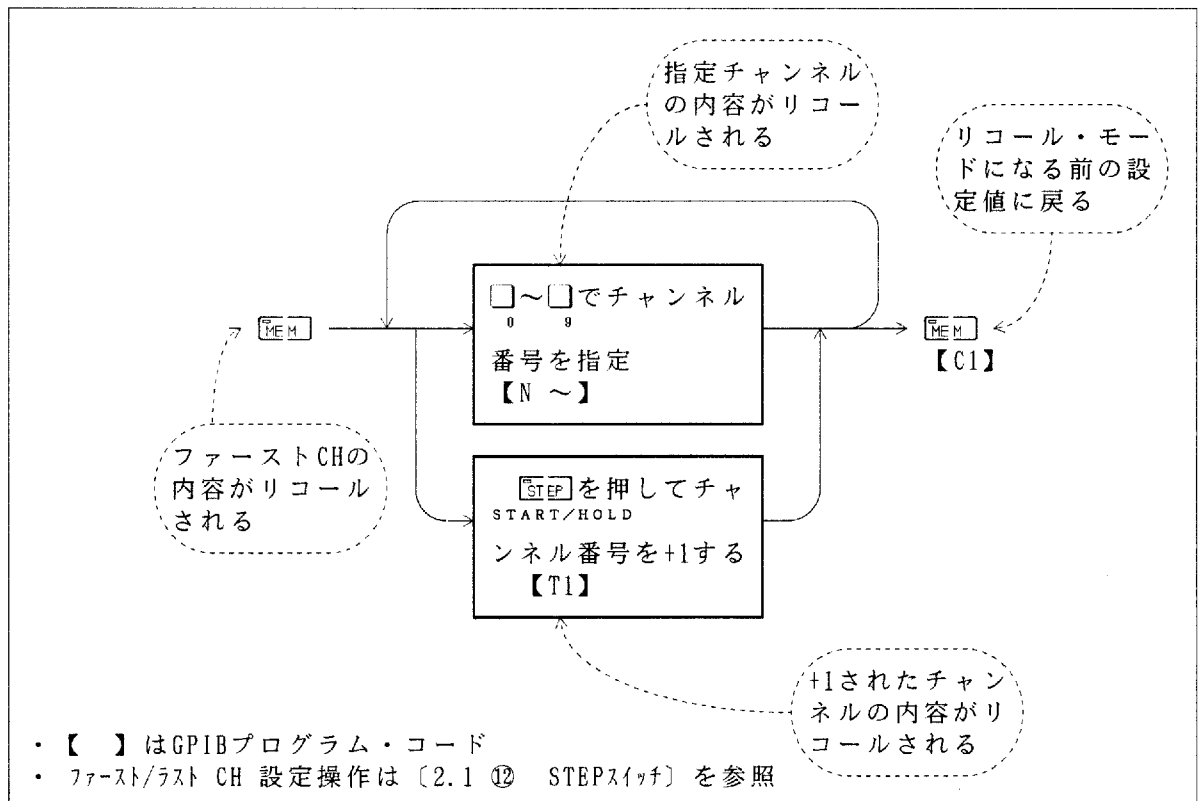 指定チャンネル
の内容がリコー
ルされる
リコール・モー
ドになる前の設
定値に戻る
□～□でチャンネル
0 9
番号を指定
【N ～】
MEM
MEM
【C1】
ファーストCHの
内容がリコール
される
STEPを押してチャ
START/HOLD
ンネル番号を+1する
【T1】
+1されたチャン
ネルの内容がリ
コールされる
・【 】はGPIBプログラム・コード
・ ﾌｧｰｽﾄ/ﾗｽﾄ CH 設定操作は〔2.1 ⑫ STEPｽｲｯﾁ〕を参照